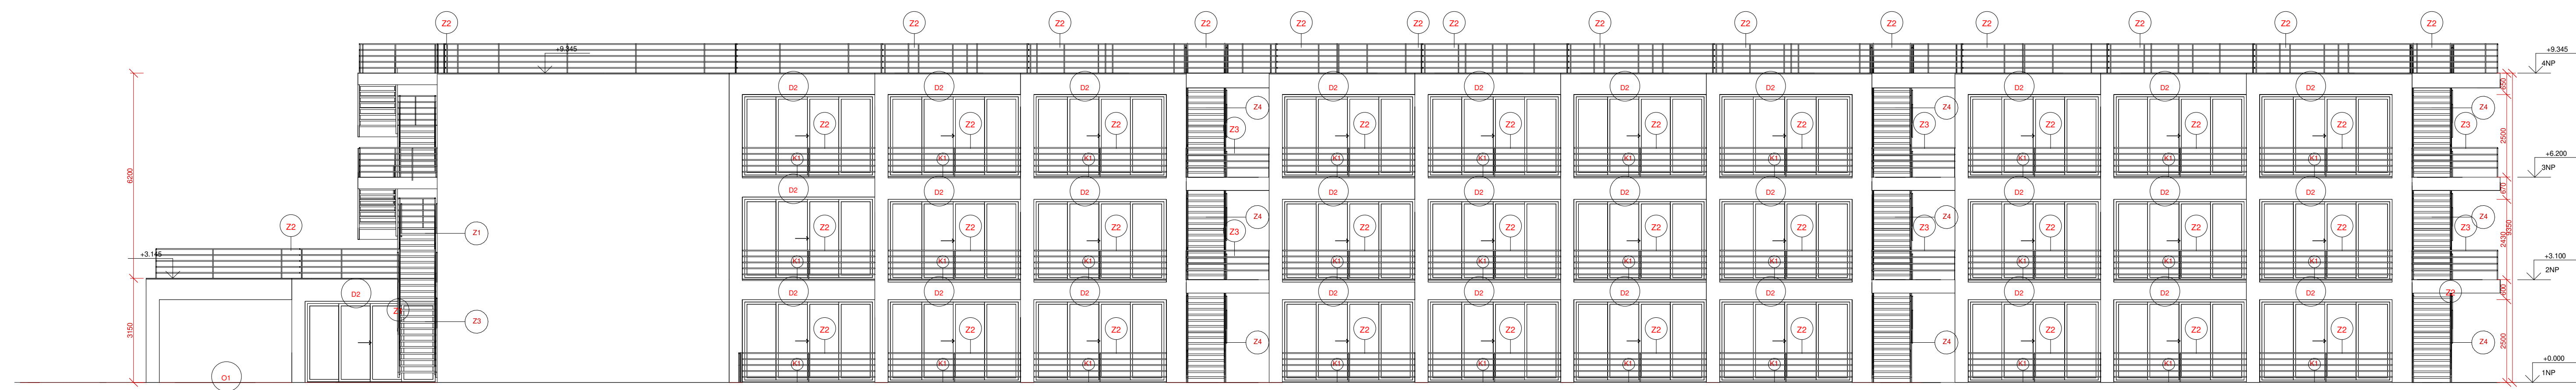 Z2 Z2 Z2 Z2 Z2 Z2 Z2 Z2 Z2 Z2 Z2 Z2 Z2 Z2
+9.345 +9.345
4NP
D2 D2 D2 D2 D2 D2 D2 D2 D2 D2 650
Z4 Z4 Z4
Z2 Z2 Z2 Z3 Z2 Z2 Z2 Z2 Z3 Z2 Z2 Z2 Z3 2500
K1 K1 K1 K1 K1 K1 K1 K1 K1 K1 +6.200
6200 3NP
D2 D2 D2 D2 D2 D2 D2 D2 D2 D2 670
Z4 Z4 Z4
Z2 Z1 Z2 Z2 Z2 Z3 Z2 Z2 Z2 Z2 Z3 Z2 Z2 Z2 Z3 2430 9350
+3.145 K1 K1 K1 K1 K1 K1 K1 K1 K1 K1 +3.100
2NP
D2 D2 D2 D2 D2 D2 D2 D2 D2 D2 D2 600
Z3
3150 Z3 Z2 Z2 Z2 Z2 Z2 Z2 Z2 Z2 Z2 Z2
Z4 Z4 Z4 2500
K1 K1 K1 K1 K1 K1 K1 K1 K1 K1 +0.000
O1 1NP